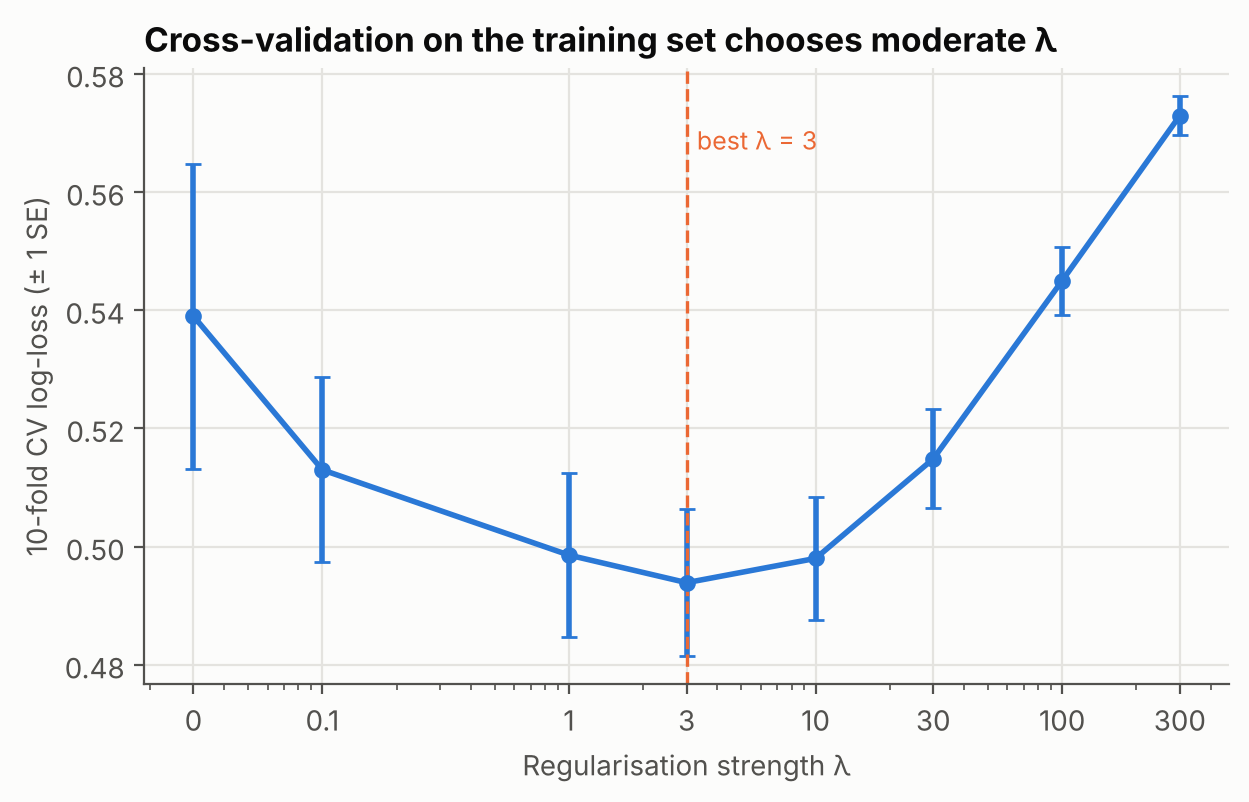 Cross-validation on the training set chooses moderate λ
10-fold CV log-loss (± 1 SE)
0.58
0.56
0.54
0.52
0.50
0.48
best λ = 3
0 0.1 1 3 10 30 100 300
Regularisation strength λ